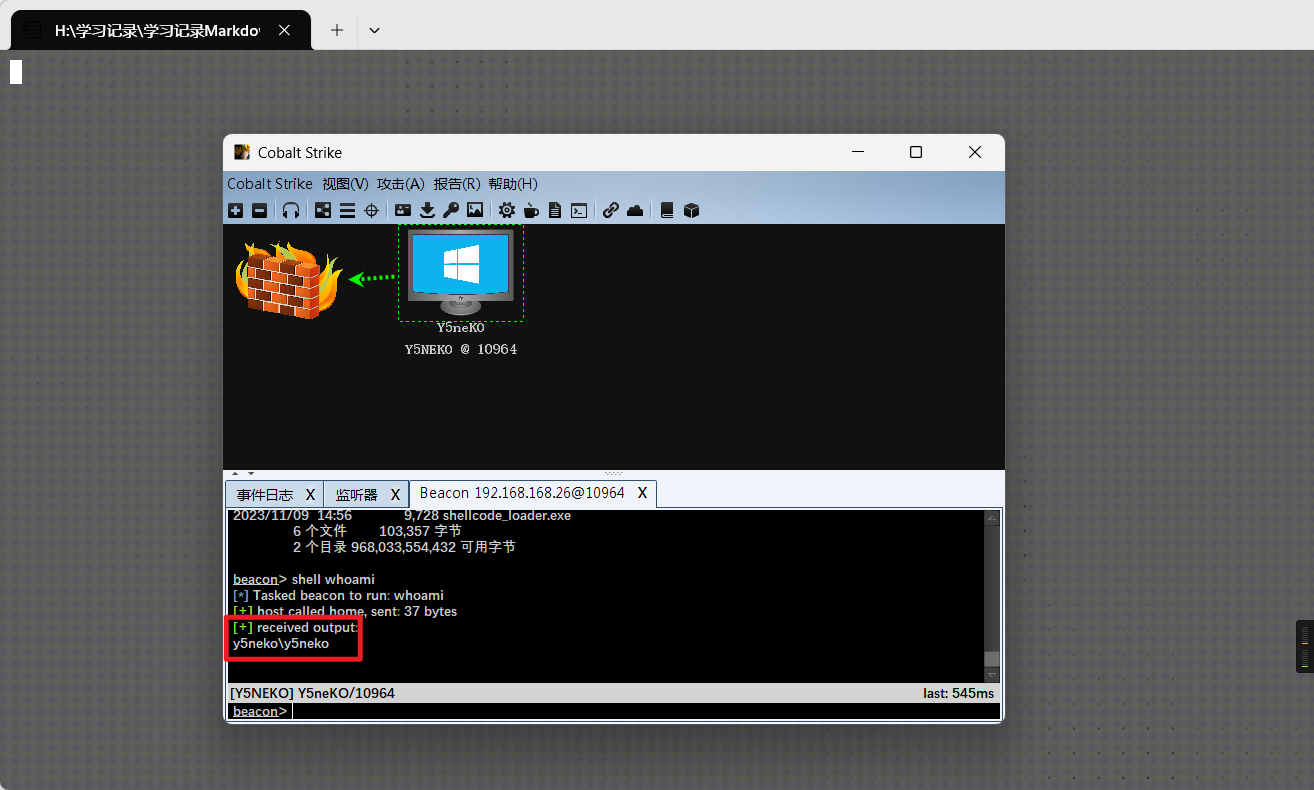 H:\学习记录\学习记录Markdo
Cobalt Strike
Cobalt Strike 视图(V) 攻击(A) 报告(R) 帮助(H)
Y5neKO
Y5NEKO @ 10964
事件日志 X 监听器 X Beacon 192.168.168.26@10964 X
2023/11/09 14:56 9,728 shellcode_loader.exe
6 个文件 103,357 字节
2 个目录 968,033,554,432 可用字节
beacon> shell whoami
[*] Tasked beacon to run: whoami
[+] host called home, sent: 37 bytes
[+] received output:
y5neko\y5neko
[Y5NEKO] Y5neKO/10964 last: 545ms
beacon>